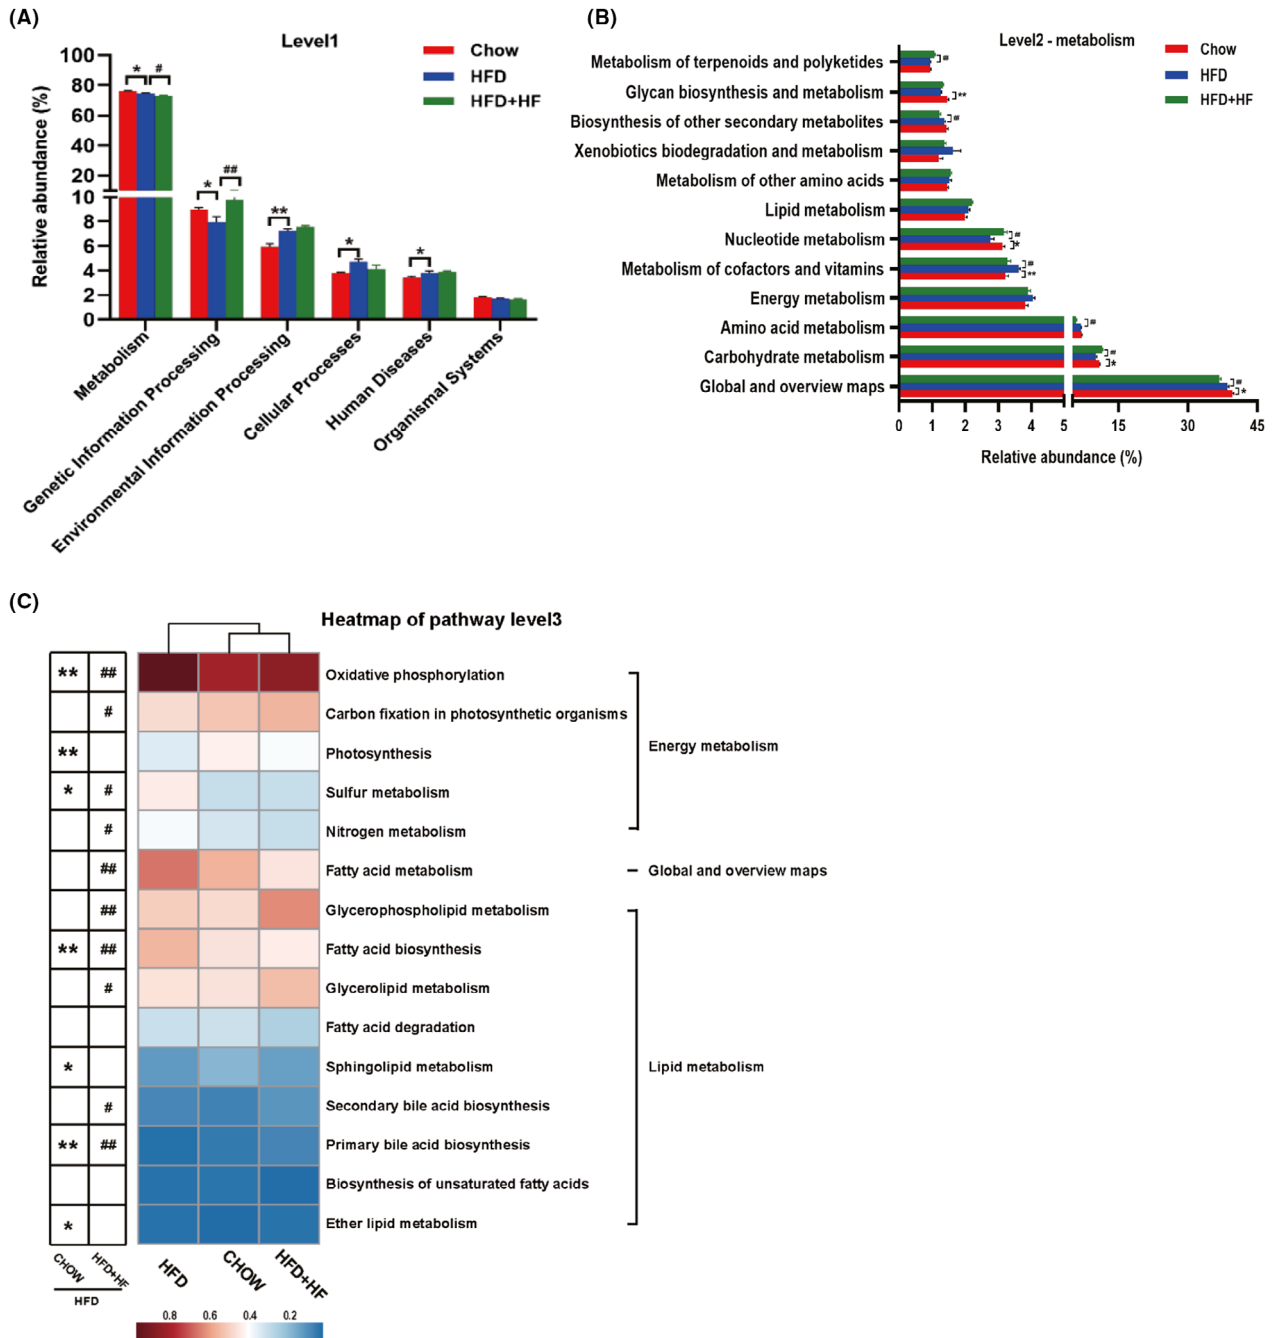 (A)
Level1
Chow
HFD
HFD+HF
Relative abundance (%)
100
80
60
40
20
10
8
6
4
2
0
* #
* ##
**
*
*
Metabolism
Genetic Information Processing
Environmental Information Processing
Cellular Processes
Human Diseases
Organismal Systems
(B)
Level2 - metabolism
Chow
HFD
HFD+HF
Metabolism of terpenoids and polyketides #
Glycan biosynthesis and metabolism **
Biosynthesis of other secondary metabolites #
Xenobiotics biodegradation and metabolism
Metabolism of other amino acids
Lipid metabolism
Nucleotide metabolism # *
Metabolism of cofactors and vitamins # **
Energy metabolism
Amino acid metabolism #
Carbohydrate metabolism # *
Global and overview maps # *
0 1 2 3 4 5 15 30 45
Relative abundance (%)
(C)
Heatmap of pathway level3
** ## Oxidative phosphorylation
# Carbon fixation in photosynthetic organisms
** Photosynthesis
* # Sulfur metabolism
# Nitrogen metabolism
Energy metabolism
## Fatty acid metabolism
Global and overview maps
## Glycerophospholipid metabolism
** ## Fatty acid biosynthesis
# Glycerolipid metabolism
Fatty acid degradation
* Sphingolipid metabolism
# Secondary bile acid biosynthesis
** ## Primary bile acid biosynthesis
Biosynthesis of unsaturated fatty acids
* Ether lipid metabolism
Lipid metabolism
CHOW HFD+HF
HFD
HFD CHOW HFD+HF
0.8 0.6 0.4 0.2